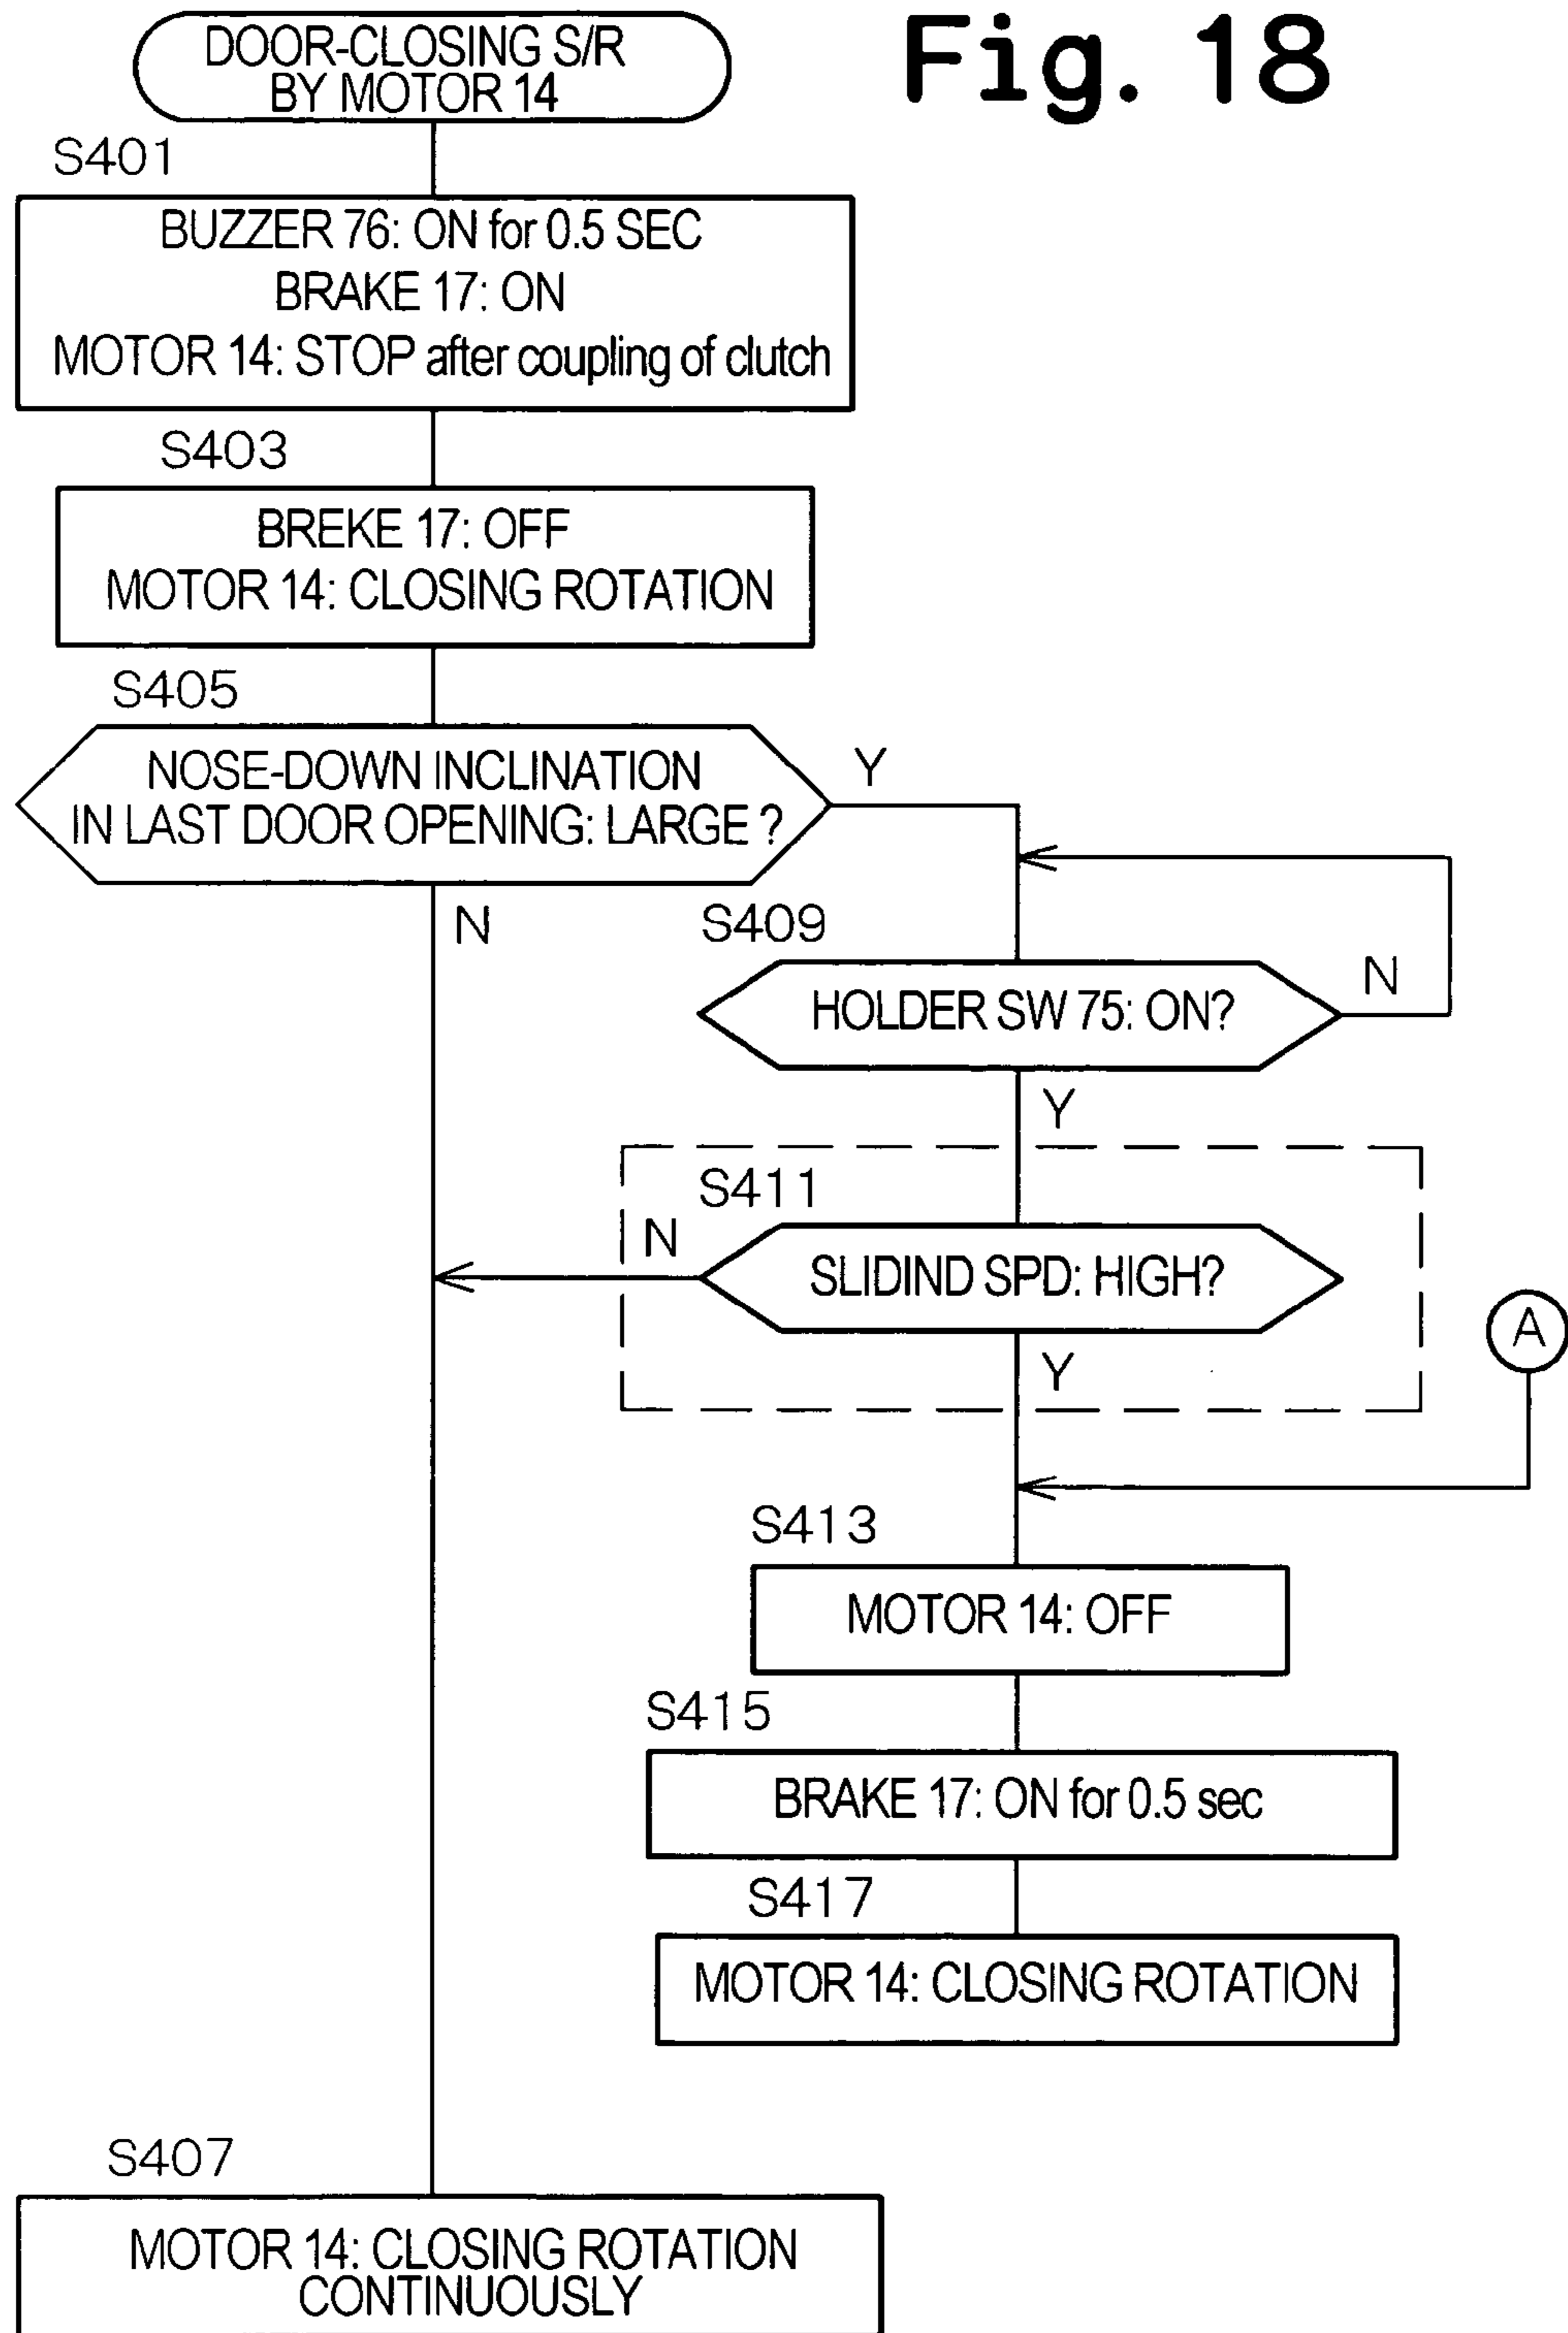 Fig. 18
DOOR-CLOSING S/R
BY MOTOR 14
S401
BUZZER 76: ON for 0.5 SEC
BRAKE 17: ON
MOTOR 14: STOP after coupling of clutch
S403
BREKE 17: OFF
MOTOR 14: CLOSING ROTATION
S405
NOSE-DOWN INCLINATION
IN LAST DOOR OPENING: LARGE ?
Y
N
S409
HOLDER SW 75: ON?
N
Y
S411
N
SLIDIND SPD: HIGH?
Y
A
S413
MOTOR 14: OFF
S415
BRAKE 17: ON for 0.5 sec
S417
MOTOR 14: CLOSING ROTATION
S407
MOTOR 14: CLOSING ROTATION
CONTINUOUSLY